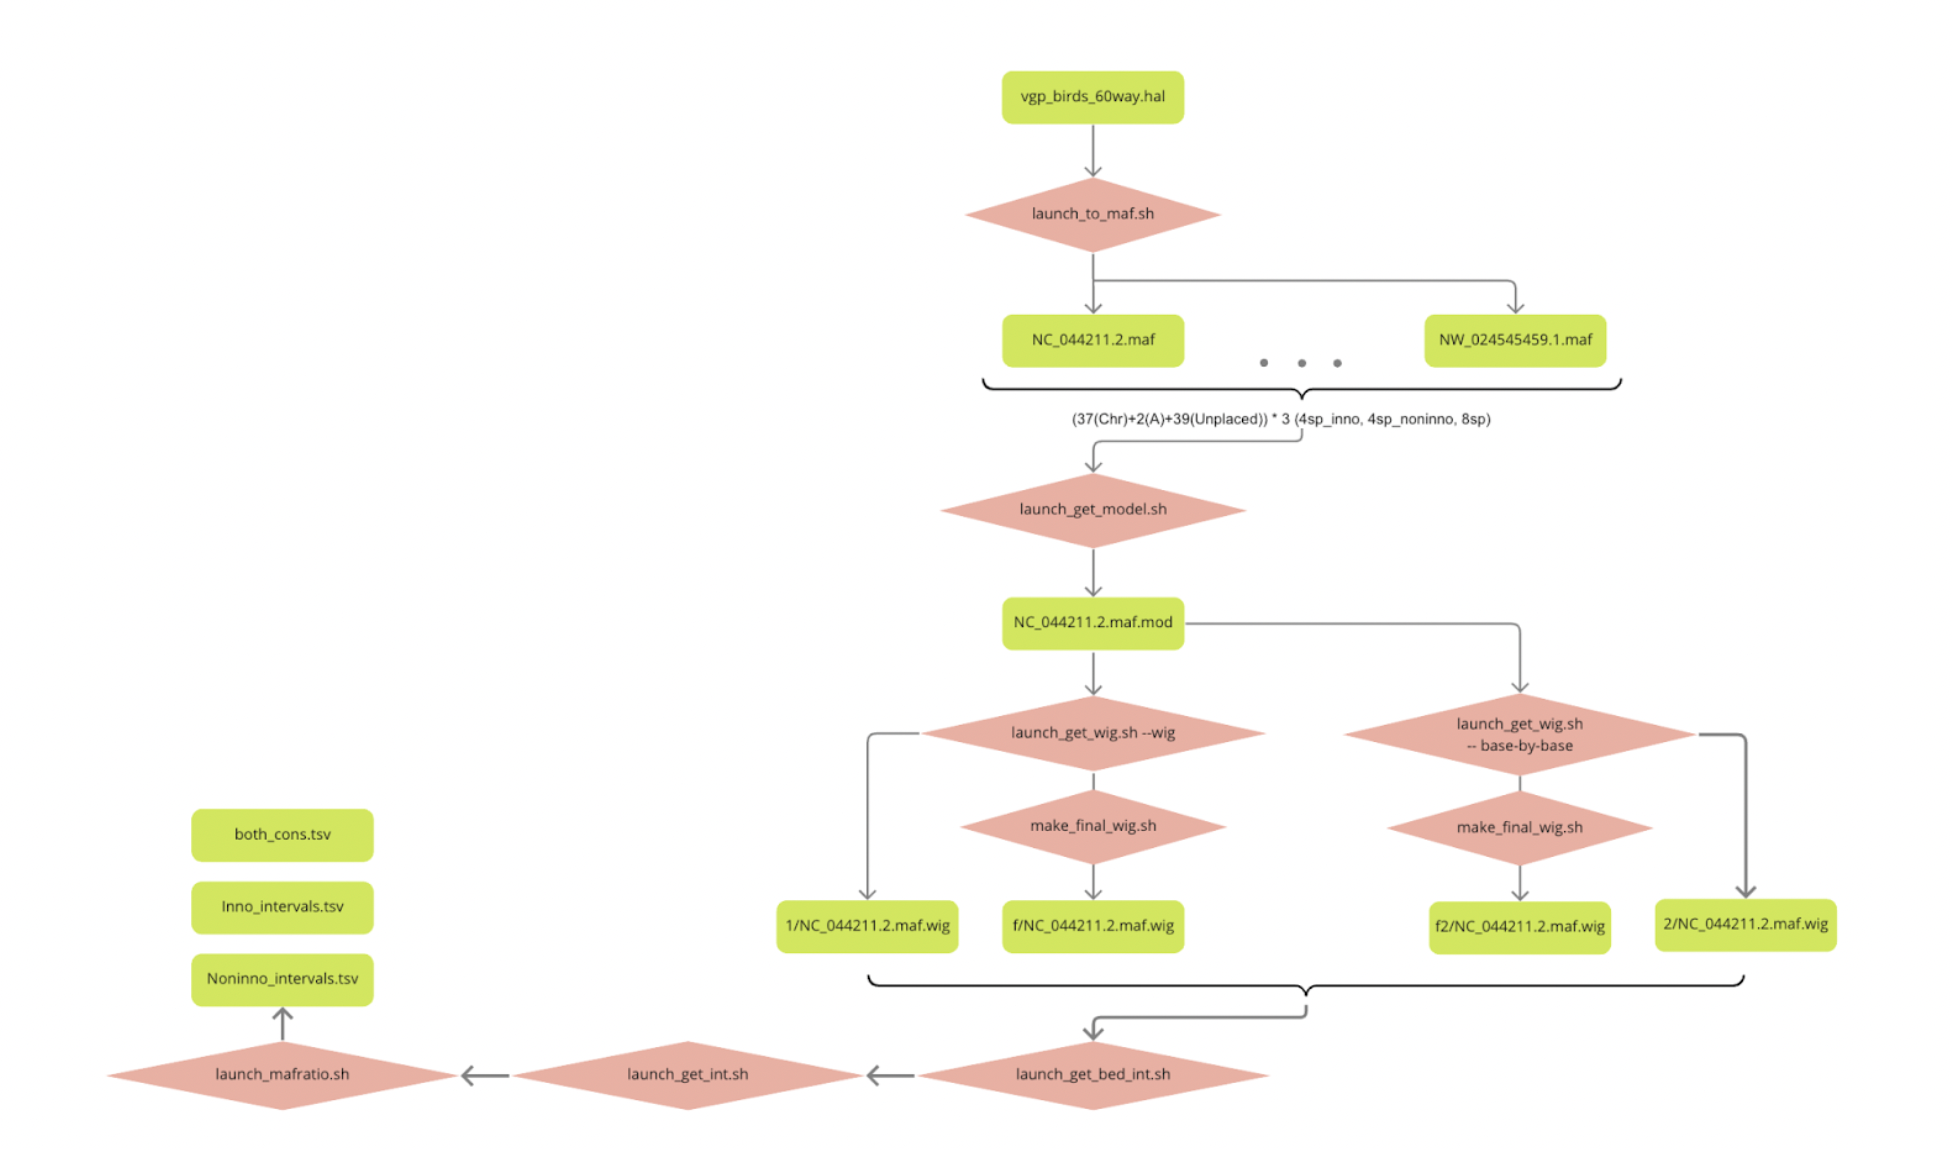 vgp_birds_60way.hal
launch_to_maf.sh
NC_044211.2.maf
NW_024545459.1.maf
(37(Chr)+2(A)+39(Unplaced)) * 3 (4sp_inno, 4sp_noninno, 8sp)
launch_get_model.sh
NC_044211.2.maf.mod
launch_get_wig.sh --wig
launch_get_wig.sh
-- base-by-base
make_final_wig.sh
make_final_wig.sh
1/NC_044211.2.maf.wig
f/NC_044211.2.maf.wig
f2/NC_044211.2.maf.wig
2/NC_044211.2.maf.wig
both_cons.tsv
Inno_intervals.tsv
Noninno_intervals.tsv
launch_mafratio.sh
launch_get_int.sh
launch_get_bed_int.sh